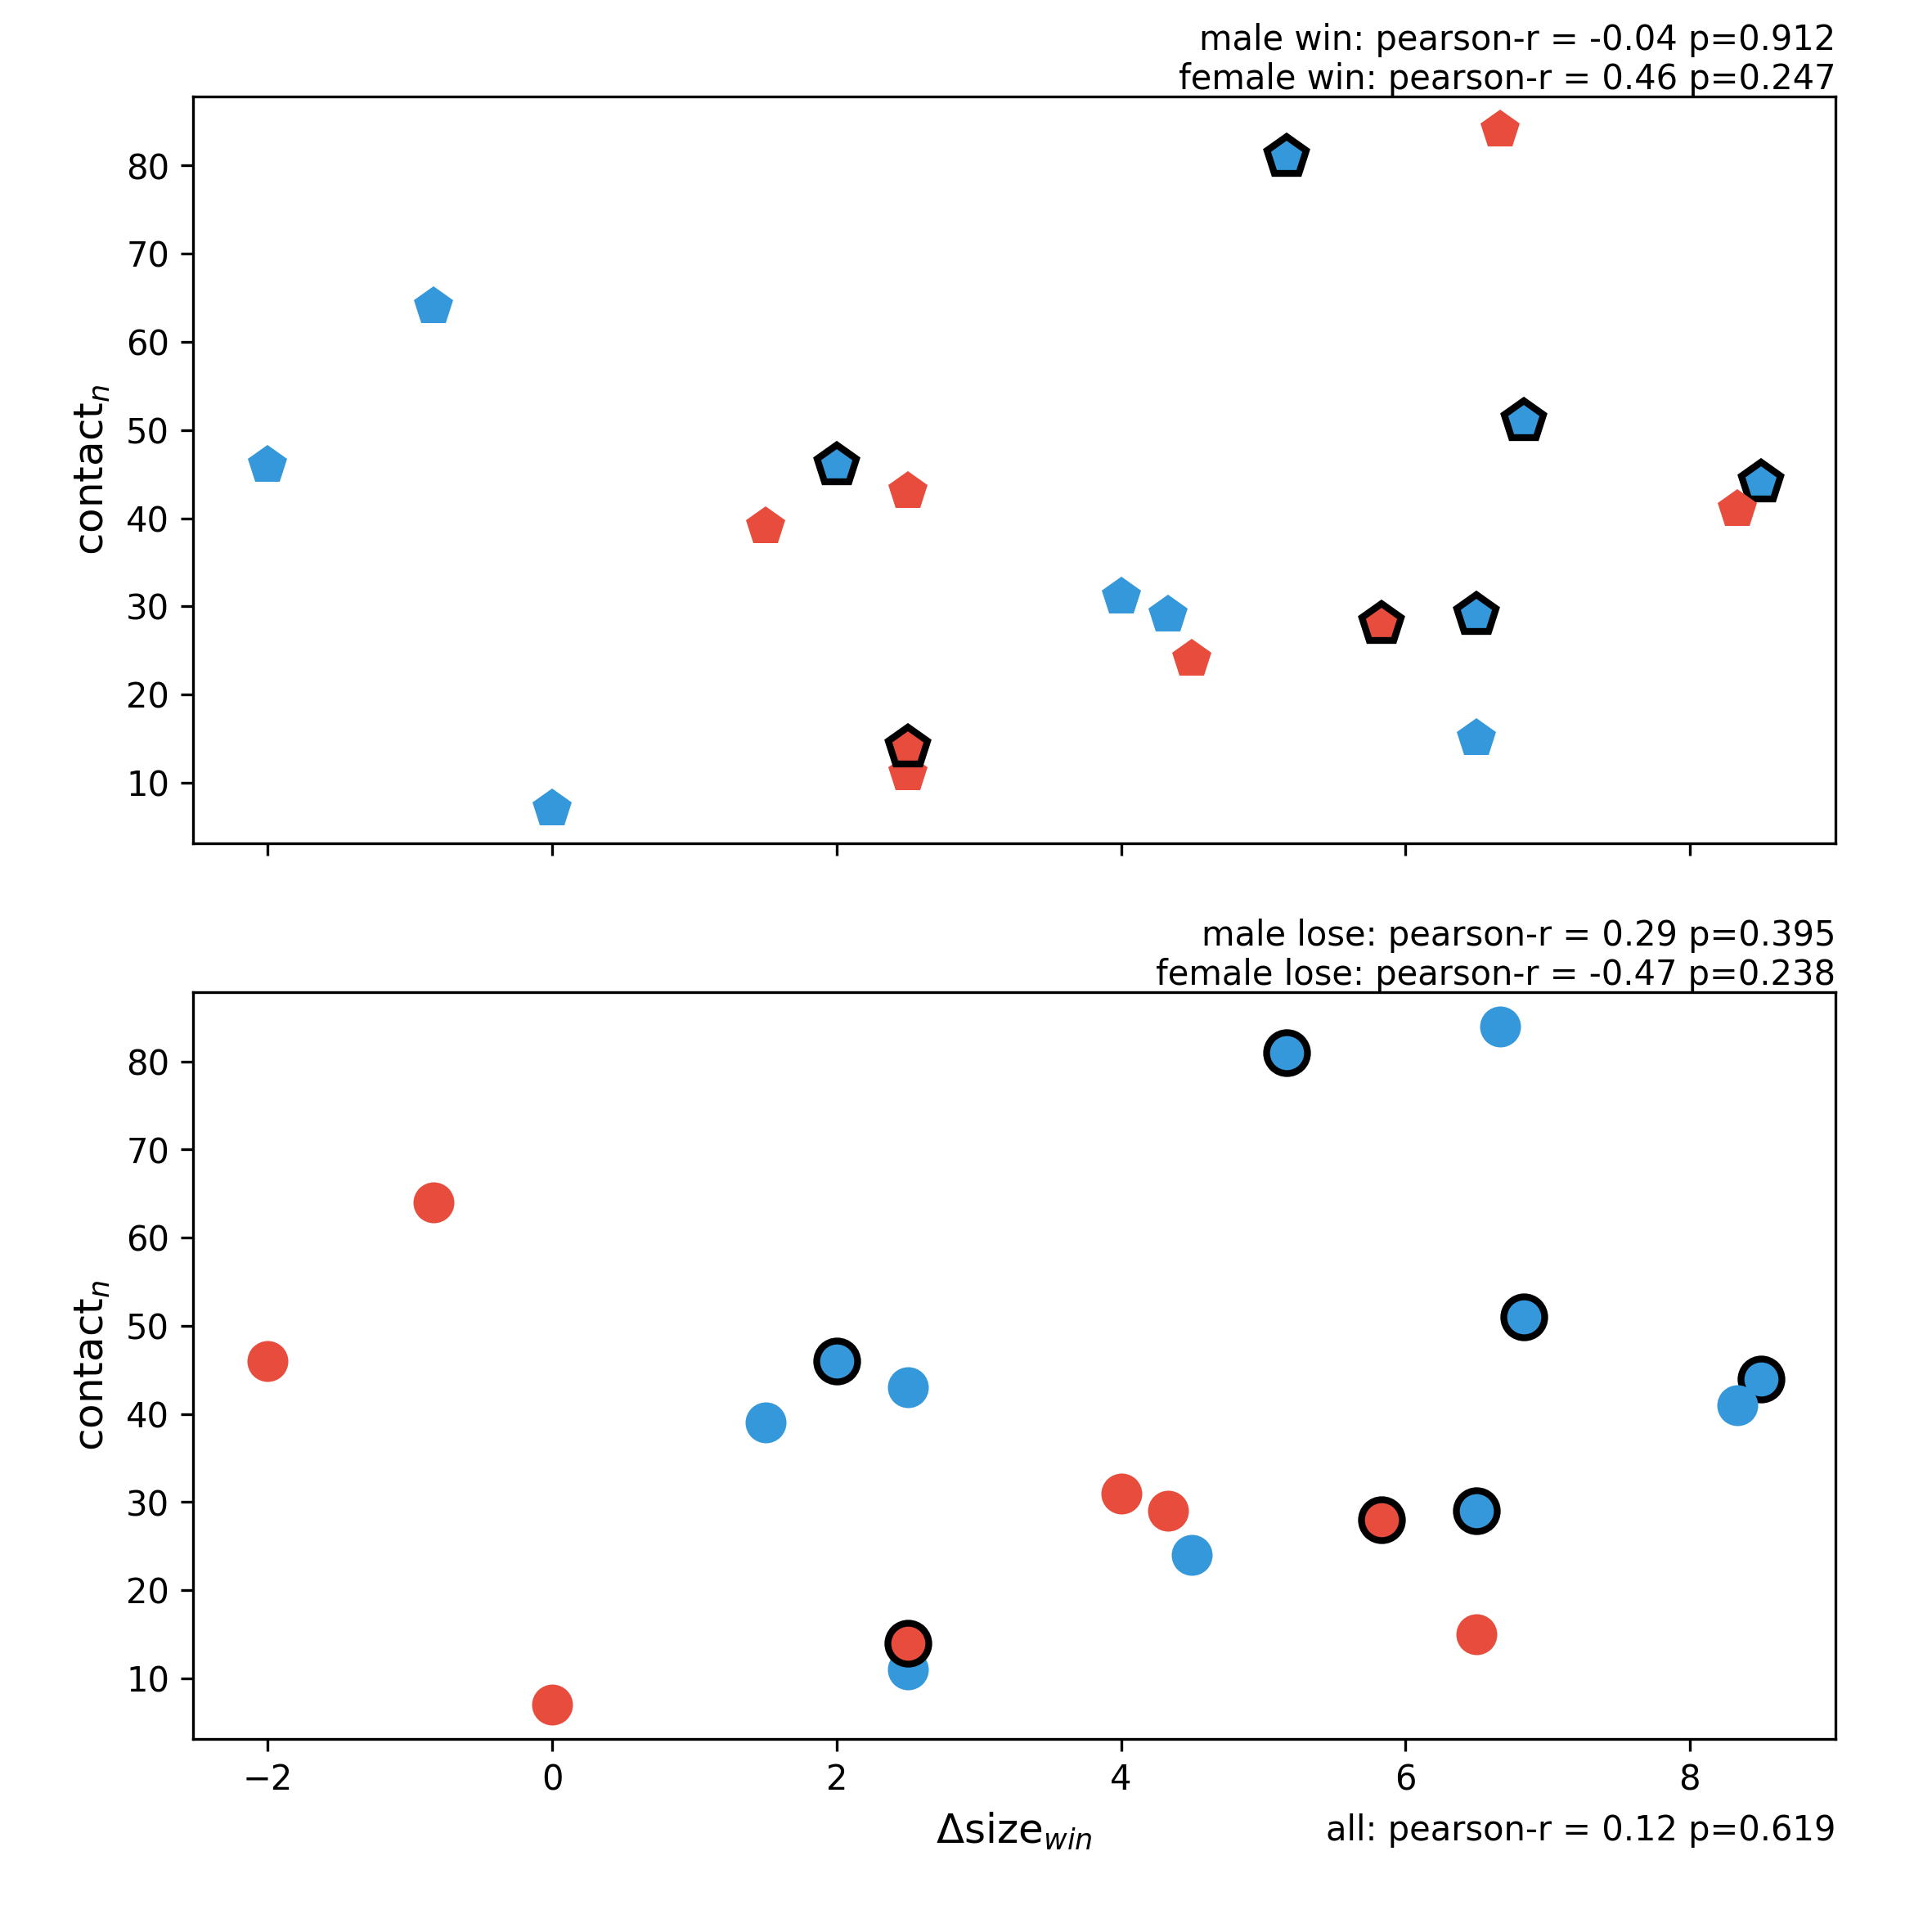 male win: pearson-r = -0.04 p=0.912
female win: pearson-r = 0.46 p=0.247
80
70
60
50
40
30
20
10
contactₙ
male lose: pearson-r = 0.29 p=0.395
female lose: pearson-r = -0.47 p=0.238
80
70
60
50
40
30
20
10
contactₙ
−2 0 2 4 6 8
Δsize_win
all: pearson-r = 0.12 p=0.619